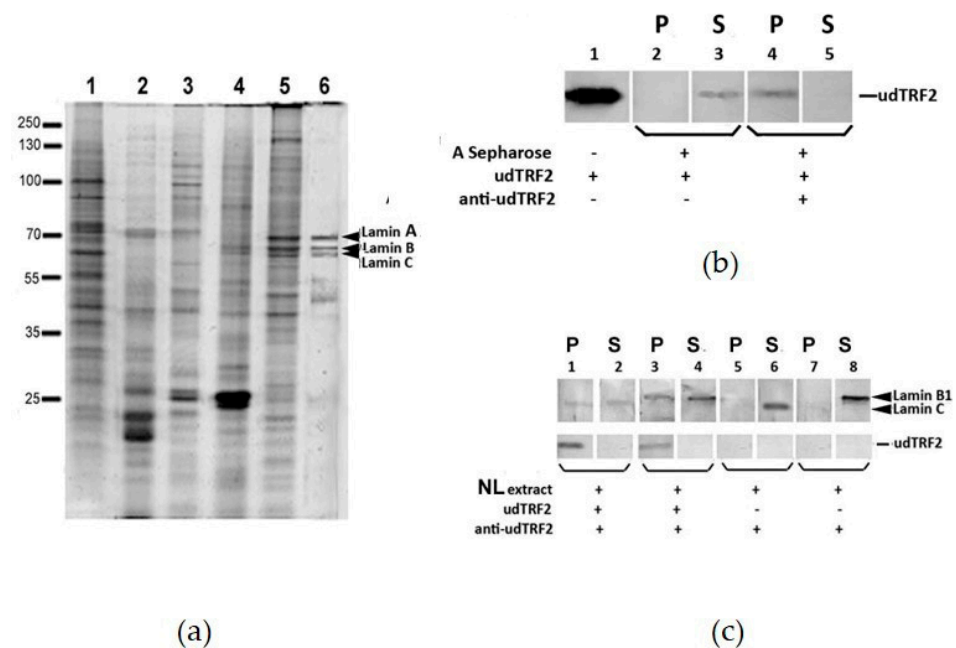 1 2 3 4 5 6
250
130
100
70
55
35
25
Lamin A
Lamin B
Lamin C
(a)
P S P S
1 2 3 4 5
udTRF2
A Sepharose - + +
udTRF2 + + +
anti-udTRF2 - - +
(b)
P S P S P S P S
1 2 3 4 5 6 7 8
Lamin B1
Lamin C
udTRF2
NL extract + + + +
udTRF2 + + - -
anti-udTRF2 + + + +
(c)